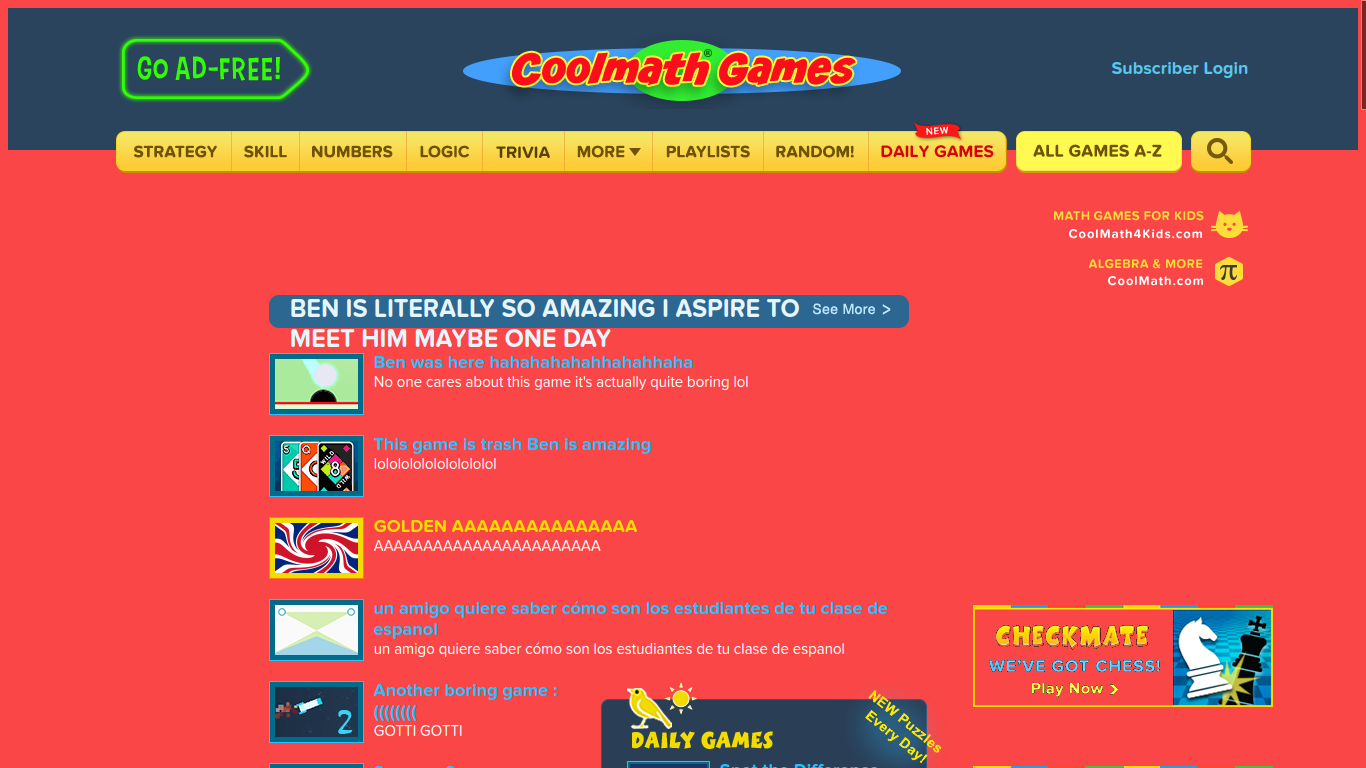 GO AD-FREE!
Coolmath Games®
Subscriber Login
NEW
STRATEGY SKILL NUMBERS LOGIC TRIVIA MORE PLAYLISTS RANDOM! DAILY GAMES ALL GAMES A-Z
MATH GAMES FOR KIDS
CoolMath4Kids.com
ALGEBRA & MORE
CoolMath.com
π
BEN IS LITERALLY SO AMAZING I ASPIRE TO
MEET HIM MAYBE ONE DAY
See More >
Ben was here hahahahahahhahahhaha
No one cares about this game it's actually quite boring lol
This game is trash Ben is amazing
lolololololololololol
GOLDEN AAAAAAAAAAAAAAA
AAAAAAAAAAAAAAAAAAAAAAA
un amigo quiere saber cómo son los estudiantes de tu clase de
espanol
un amigo quiere saber cómo son los estudiantes de tu clase de espanol
Another boring game :
((((((((
GOTTI GOTTI
2
DAILY GAMES
NEW Puzzles
Every Day!
Spot the Difference
CHECKMATE
WE'VE GOT CHESS!
Play Now >